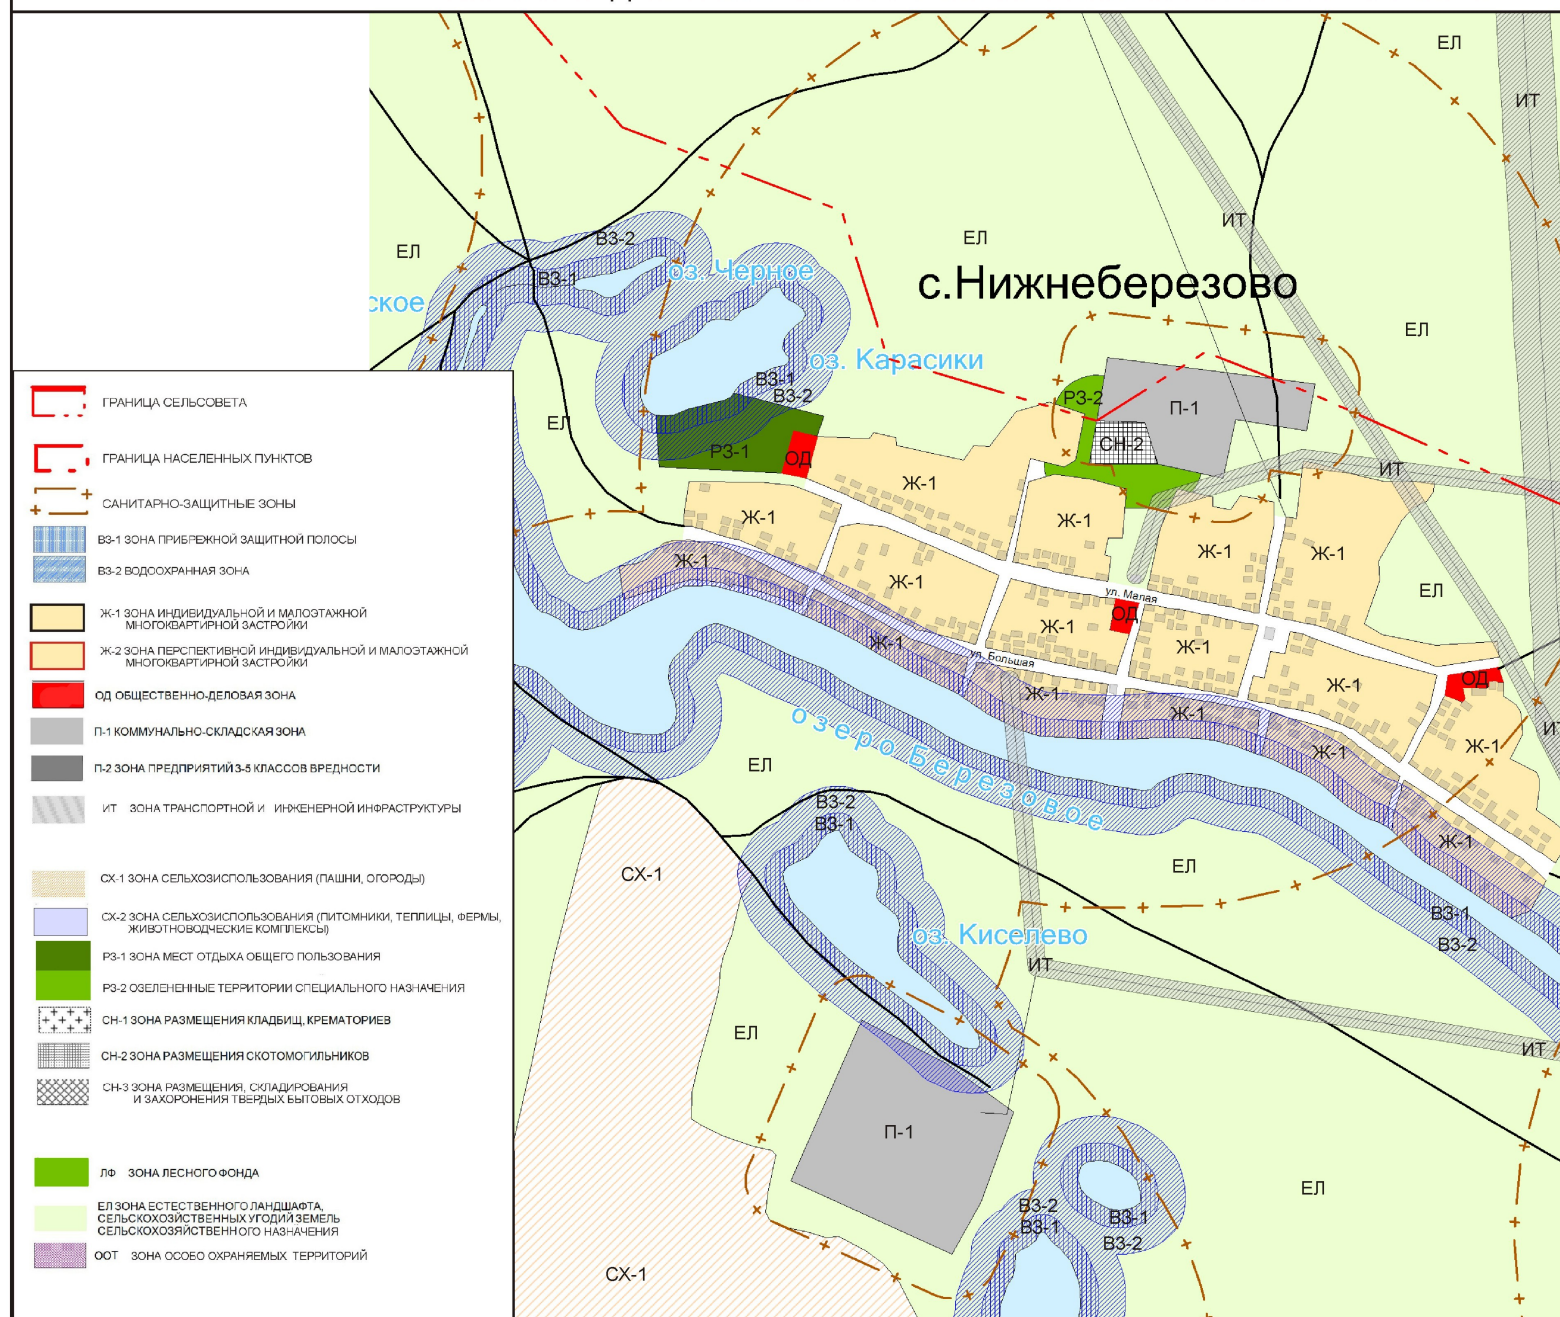 ГРАНИЦА СЕЛЬСОВЕТА
ГРАНИЦА НАСЕЛЕННЫХ ПУНКТОВ
САНИТАРНО-ЗАЩИТНЫЕ ЗОНЫ
ВЗ-1 ЗОНА ПРИБРЕЖНОЙ ЗАЩИТНОЙ ПОЛОСЫ
ВЗ-2 ВОДООХРАННАЯ ЗОНА
Ж-1 ЗОНА ИНДИВИДУАЛЬНОЙ И МАЛОЭТАЖНОЙ
МНОГОКВАРТИРНОЙ ЗАСТРОЙКИ
Ж-2 ЗОНА ПЕРСПЕКТИВНОЙ ИНДИВИДУАЛЬНОЙ И МАЛОЭТАЖНОЙ
МНОГОКВАРТИРНОЙ ЗАСТРОЙКИ
ОД ОБЩЕСТВЕННО-ДЕЛОВАЯ ЗОНА
П-1 КОММУНАЛЬНО-СКЛАДСКАЯ ЗОНА
П-2 ЗОНА ПРЕДПРИЯТИЙ 3-5 КЛАССОВ ВРЕДНОСТИ
ИТ ЗОНА ТРАНСПОРТНОЙ И ИНЖЕНЕРНОЙ ИНФРАСТРУКТУРЫ
СХ-1 ЗОНА СЕЛЬХОЗИСПОЛЬЗОВАНИЯ (ПАШНИ, ОГОРОДЫ)
СХ-2 ЗОНА СЕЛЬХОЗИСПОЛЬЗОВАНИЯ (ПИТОМНИКИ, ТЕПЛИЦЫ, ФЕРМЫ,
ЖИВОТНОВОДЧЕСКИЕ КОМПЛЕКСЫ)
РЗ-1 ЗОНА МЕСТ ОТДЫХА ОБЩЕГО ПОЛЬЗОВАНИЯ
РЗ-2 ОЗЕЛЕНЕННЫЕ ТЕРРИТОРИИ СПЕЦИАЛЬНОГО НАЗНАЧЕНИЯ
СН-1 ЗОНА РАЗМЕЩЕНИЯ КЛАДБИЩ, КРЕМАТОРИЕВ
СН-2 ЗОНА РАЗМЕЩЕНИЯ СКОТОМОГИЛЬНИКОВ
СН-3 ЗОНА РАЗМЕЩЕНИЯ, СКЛАДИРОВАНИЯ
И ЗАХОРОНЕНИЯ ТВЕРДЫХ БЫТОВЫХ ОТХОДОВ
ЛФ ЗОНА ЛЕСНОГО ФОНДА
ЕЛ ЗОНА ЕСТЕСТВЕННОГО ЛАНДШАФТА,
СЕЛЬСКОХОЗЙСТВЕННЫХ УГОДИЙ ЗЕМЕЛЬ
СЕЛЬСКОХОЗЯЙСТВЕННОГО НАЗНАЧЕНИЯ
ООТ ЗОНА ОСОБО ОХРАНЯЕМЫХ ТЕРРИТОРИЙ
ЕЛ
ИТ
ИТ
ЕЛ
ВЗ-2
ЕЛ
оз. Черное
ВЗ-1
с.Нижнеберезово
ское
ЕЛ
оз. Карасики
ВЗ-1
ВЗ-2
РЗ-2
П-1
ЕЛ
СН-2
РЗ-1
ОД
ИТ
Ж-1
Ж-1
Ж-1
Ж-1
Ж-1
Ж-1
Ж-1
ЕЛ
ул. Малая
ОД
Ж-1
Ж-1
Ж-1
ул. Большая
ОД
Ж-1
Ж-1
Ж-1
ИТ
Ж-1
Ж-1
озеро Березовое
ЕЛ
ВЗ-2
ВЗ-1
Ж-1
ЕЛ
СХ-1
ВЗ-1
оз. Киселево
ВЗ-2
ИТ
ЕЛ
ИТ
П-1
ЕЛ
ВЗ-2
ВЗ-1
ВЗ-1
ВЗ-2
СХ-1